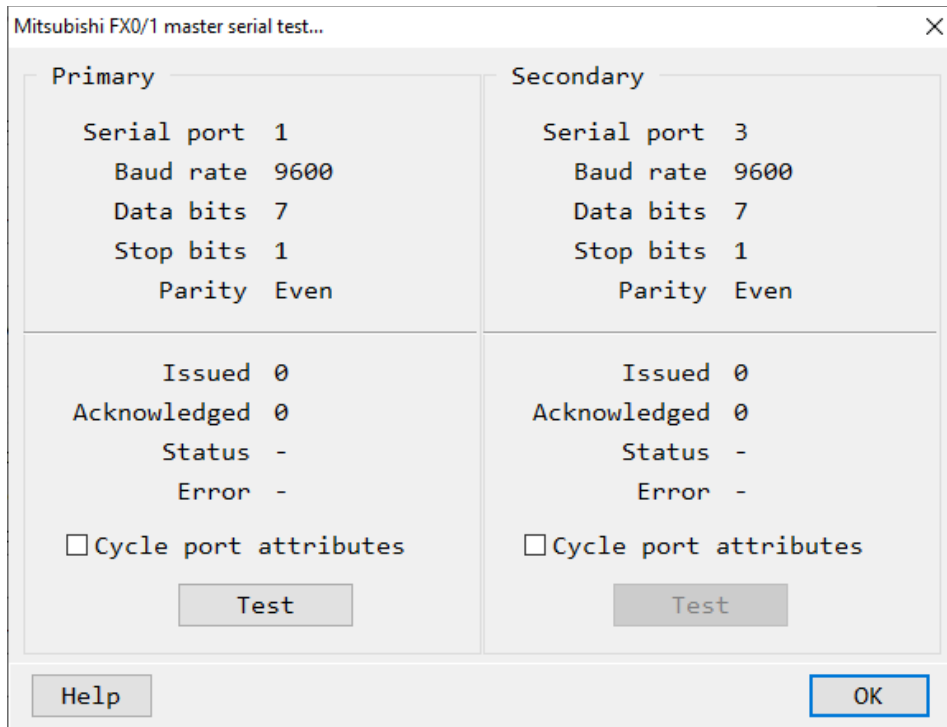 Mitsubishi FX0/1 master serial test...
Primary
Serial port 1
Baud rate 9600
Data bits 7
Stop bits 1
Parity Even
Issued 0
Acknowledged 0
Status -
Error -
Cycle port attributes
Test
Secondary
Serial port 3
Baud rate 9600
Data bits 7
Stop bits 1
Parity Even
Issued 0
Acknowledged 0
Status -
Error -
Cycle port attributes
Test
Help
OK